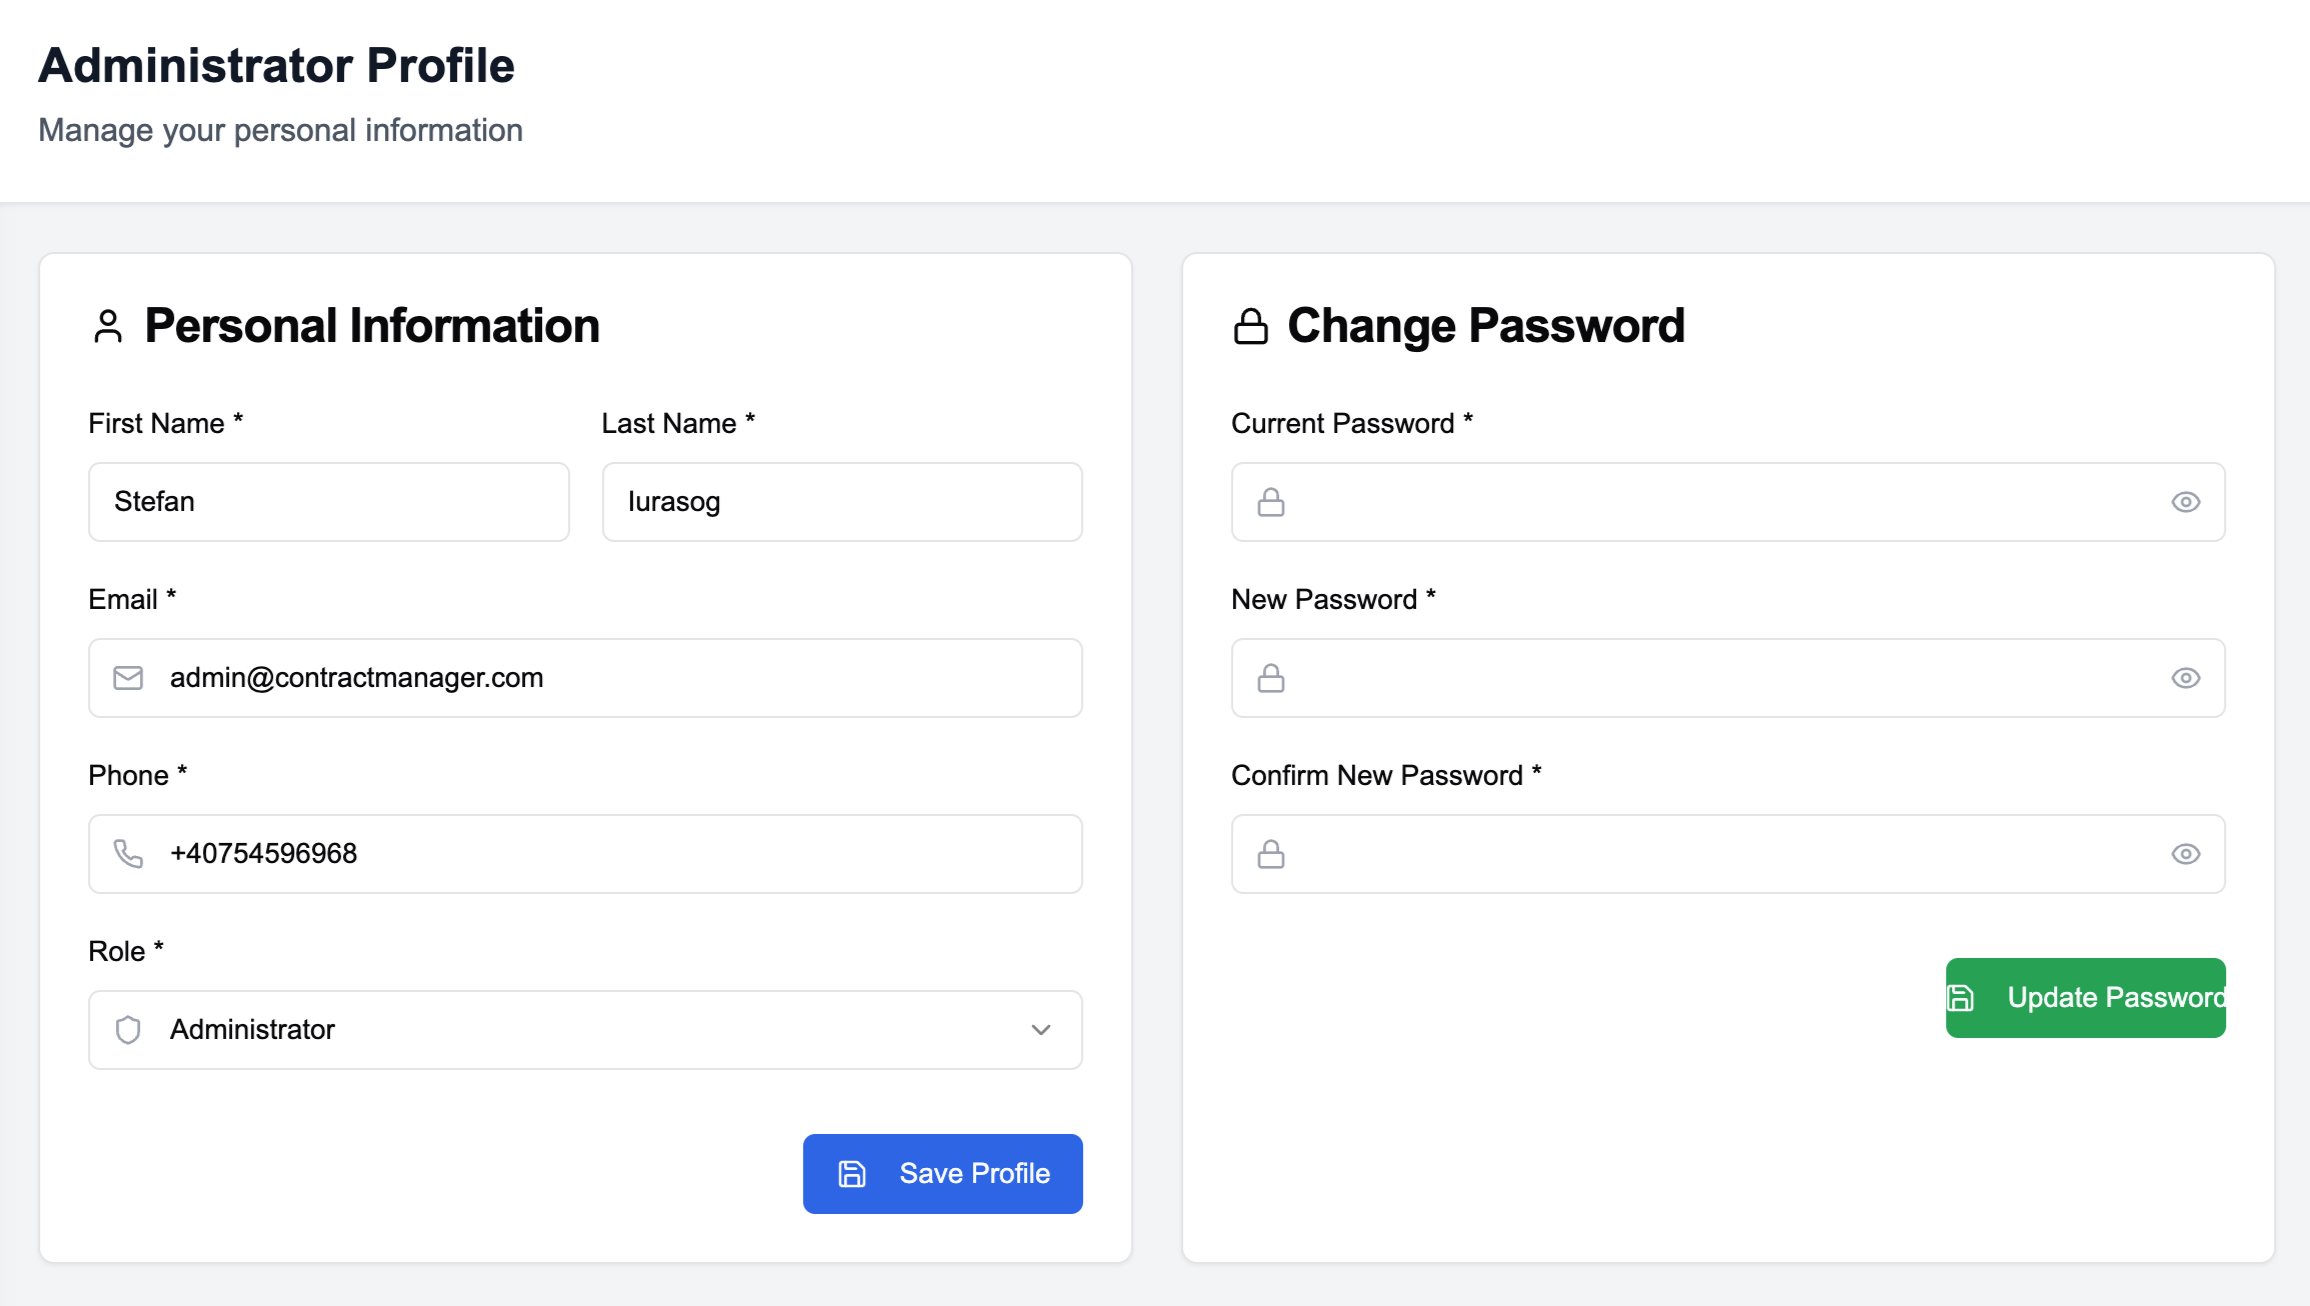 Administrator Profile
Manage your personal information
Personal Information
First Name *
Last Name *
Stefan
Iurasog
Email *
admin@contractmanager.com
Phone *
+40754596968
Role *
Administrator
Save Profile
Change Password
Current Password *
New Password *
Confirm New Password *
Update Password